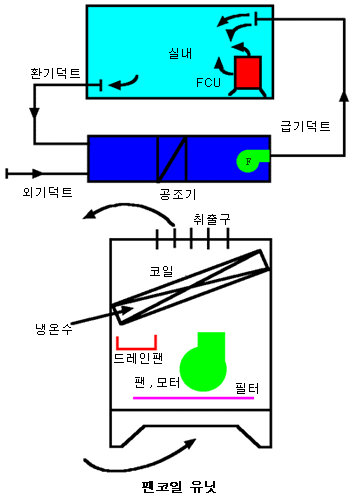 실내
환기덕트
FCU
급기덕트
F
외기덕트
공조기
취출구
코일
냉온수
드레인팬
팬,모터
필터
팬코일 유닛